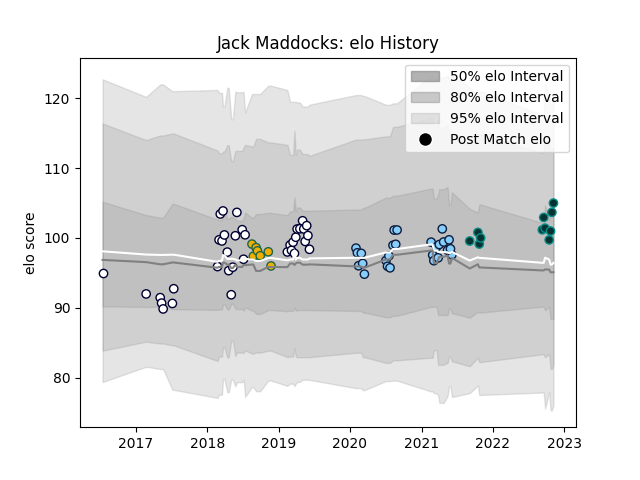 Jack Maddocks: elo History
50% elo Interval
80% elo Interval
95% elo Interval
Post Match elo
elo score
120
110
100
90
80
2017 2018 2019 2020 2021 2022 2023